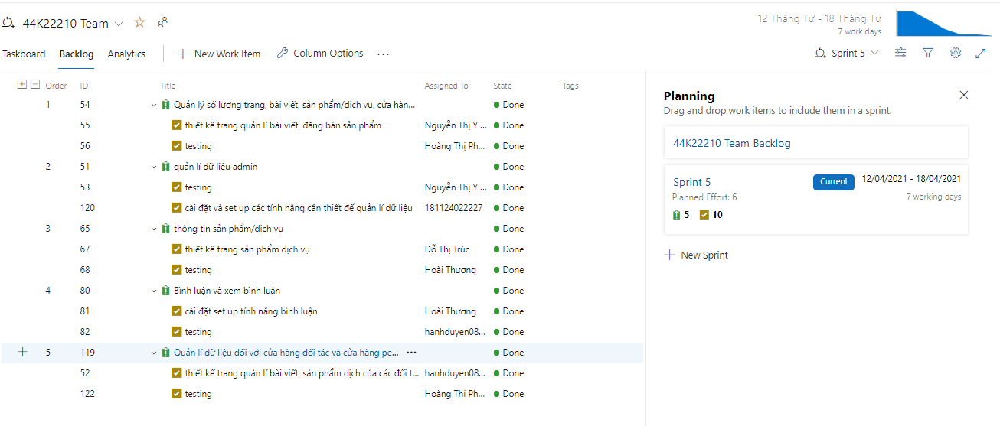 44K22210 Team
12 Tháng Tư - 18 Tháng Tư
7 work days
Taskboard Backlog Analytics New Work Item Column Options ... Sprint 5
Order ID Title Assigned To State Tags
1 54 Quản lý số lượng trang, bài viết, sản phẩm/dịch vụ, cửa hàn... Done
55 thiết kế trang quản lí bài viết, đăng bán sản phẩm Nguyễn Thị Y ... Done
56 testing Hoàng Thị Ph... Done
2 51 quản lí dữ liệu admin Done
53 testing Nguyễn Thị Y ... Done
120 cài đặt và set up các tính năng cần thiết để quản lí dữ liệu 181124022227 Done
3 65 thông tin sản phẩm/dịch vụ Done
67 thiết kế trang sản phẩm dịch vụ Đỗ Thị Trúc Done
68 testing Hoài Thương Done
4 80 Bình luận và xem bình luận Done
81 cài đặt set up tính năng bình luận Hoài Thương Done
82 testing hanhduyen08... Done
5 119 Quản lí dữ liệu đối với cửa hàng đối tác và cửa hàng pe... ... Done
52 thiết kế trang quản lí bài viết, sản phẩm dịch của các đối t... hanhduyen08... Done
122 testing Hoàng Thị Ph... Done
Planning
Drag and drop work items to include them in a sprint.
44K22210 Team Backlog
Sprint 5 Current 12/04/2021 - 18/04/2021
Planned Effort: 6 7 working days
5 10
New Sprint